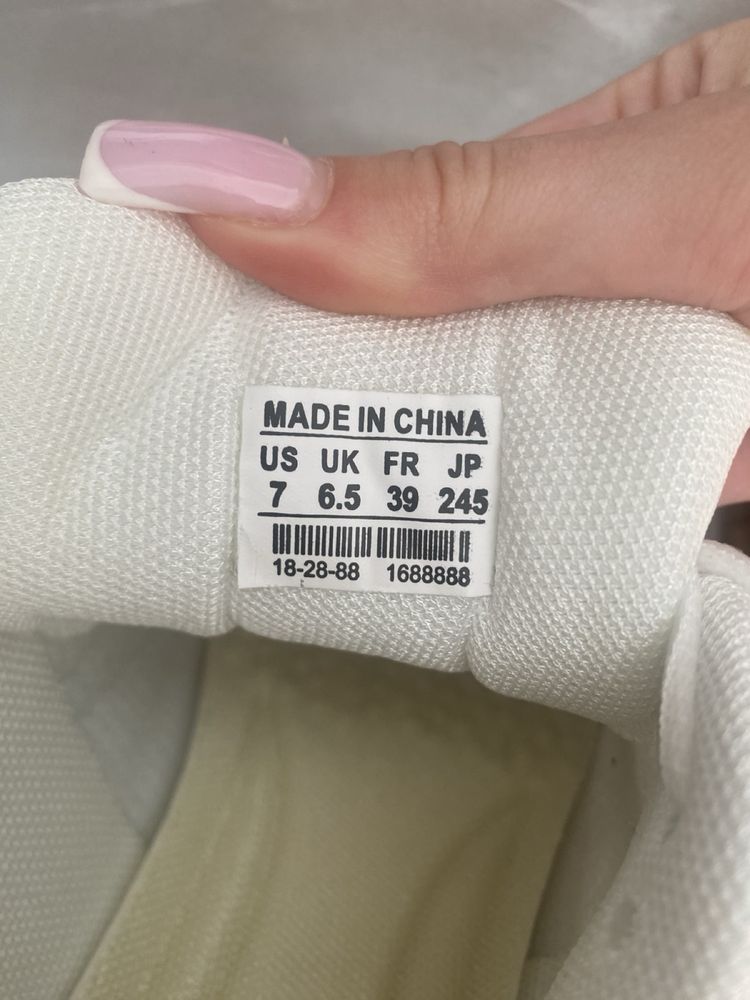 MADE IN CHINA
US UK FR JP
7 6.5 39 245
18-28-88 1688888